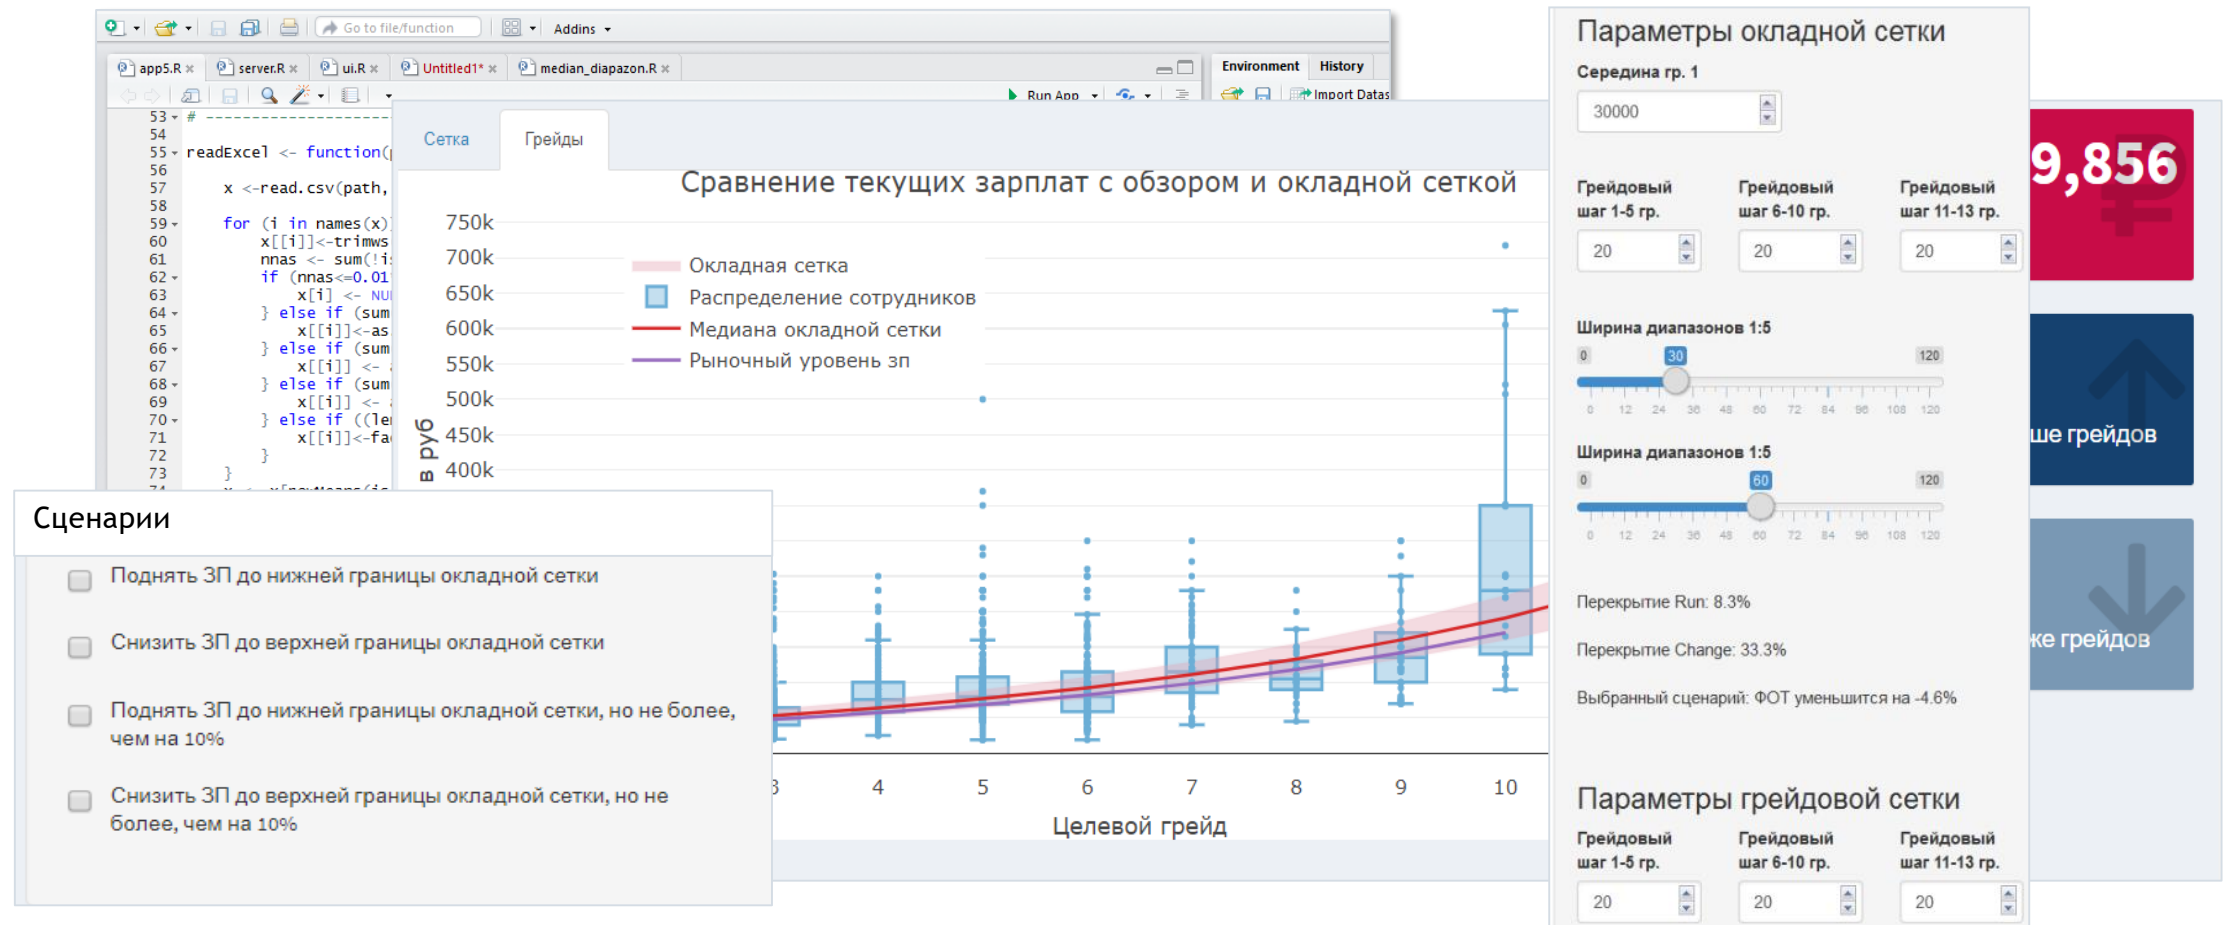 Go to file/function
Addins
app5.R
server.R
ui.R
Untitled1*
median_diapazon.R
Run App
Environment
History
Import Datas
53 # --------------------
54
55 readExcel <- function(
56
57 x <-read.csv(path,
58
59 for (i in names(x)
60 x[[i]]<-trimws
61 nnas <- sum(!is
62 if (nnas<=0.01
63 x[i] <- NU
64 } else if (sum
65 x[[i]]<-as
66 } else if (sum
67 x[[i]] <-
68 } else if (sum
69 x[[i]] <-
70 } else if ((le
71 x[[i]]<-fa
72 }
73 }
Сетка
Грейды
Сравнение текущих зарплат с обзором и окладной сеткой
750k
700k
650k
600k
550k
500k
450k
400k
в руб
Окладная сетка
Распределение сотрудников
Медиана окладной сетки
Рыночный уровень зп
3 4 5 6 7 8 9 10
Целевой грейд
Сценарии
Поднять ЗП до нижней границы окладной сетки
Снизить ЗП до верхней границы окладной сетки
Поднять ЗП до нижней границы окладной сетки, но не более,
чем на 10%
Снизить ЗП до верхней границы окладной сетки, но не
более, чем на 10%
Параметры окладной сетки
Середина гр. 1
30000
Грейдовый Грейдовый Грейдовый
шаг 1-5 гр. шаг 6-10 гр. шаг 11-13 гр.
20 20 20
Ширина диапазонов 1:5
0 30 120
0 12 24 36 48 60 72 84 96 108 120
Ширина диапазонов 1:5
0 60 120
0 12 24 36 48 60 72 84 96 108 120
Перекрытие Run: 8.3%
Перекрытие Change: 33.3%
Выбранный сценарий: ФОТ уменьшится на -4.6%
Параметры грейдовой сетки
Грейдовый Грейдовый Грейдовый
шаг 1-5 гр. шаг 6-10 гр. шаг 11-13 гр.
20 20 20
9,856
₽
ше грейдов
же грейдов